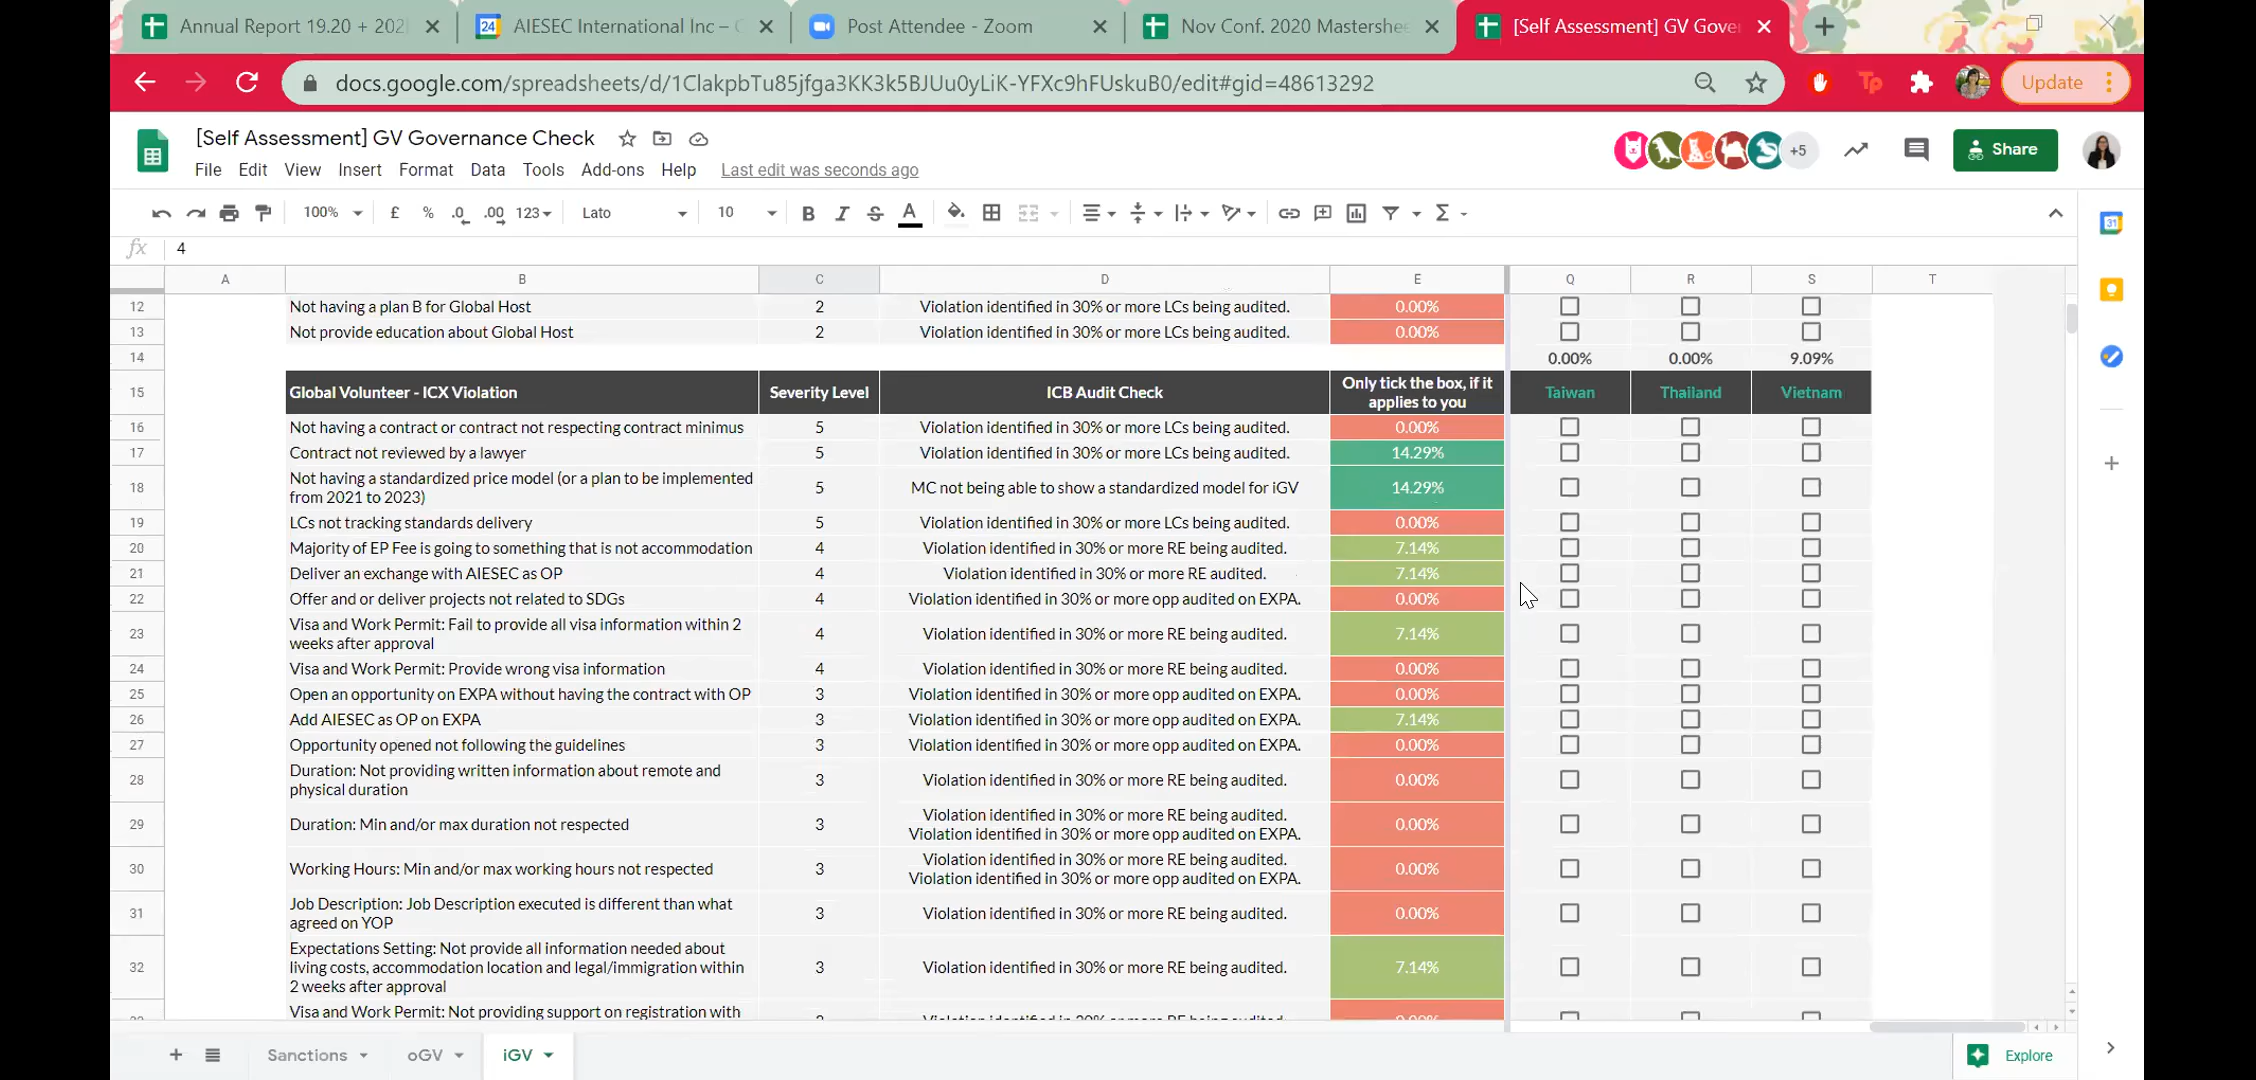 Annual Report 19.20 + 202
AIESEC International Inc – C
Post Attendee - Zoom
Nov Conf. 2020 Mastershe
[Self Assessment] GV Gove
docs.google.com/spreadsheets/d/1ClakpbTu85jfga3KK3k5BJUu0yLiK-YFXc9hFUskuB0/edit#gid=48613292
Update
[Self Assessment] GV Governance Check
+5
Share
File Edit View Insert Format Data Tools Add-ons Help Last edit was seconds ago
100% £ % .0 .00 123 Lato 10 B I S A
fx 4
A B C D E Q R S T
12 Not having a plan B for Global Host 2 Violation identified in 30% or more LCs being audited. 0.00%
13 Not provide education about Global Host 2 Violation identified in 30% or more LCs being audited. 0.00%
14 0.00% 0.00% 9.09%
15 Global Volunteer - ICX Violation Severity Level ICB Audit Check Only tick the box, if it
applies to you Taiwan Thailand Vietnam
16 Not having a contract or contract not respecting contract minimus 5 Violation identified in 30% or more LCs being audited. 0.00%
17 Contract not reviewed by a lawyer 5 Violation identified in 30% or more LCs being audited. 14.29%
18 Not having a standardized price model (or a plan to be implemented
from 2021 to 2023) 5 MC not being able to show a standardized model for iGV 14.29%
19 LCs not tracking standards delivery 5 Violation identified in 30% or more LCs being audited. 0.00%
20 Majority of EP Fee is going to something that is not accommodation 4 Violation identified in 30% or more RE being audited. 7.14%
21 Deliver an exchange with AIESEC as OP 4 Violation identified in 30% or more RE audited. 7.14%
22 Offer and or deliver projects not related to SDGs 4 Violation identified in 30% or more opp audited on EXPA. 0.00%
23 Visa and Work Permit: Fail to provide all visa information within 2
weeks after approval 4 Violation identified in 30% or more RE being audited. 7.14%
24 Visa and Work Permit: Provide wrong visa information 4 Violation identified in 30% or more RE being audited. 0.00%
25 Open an opportunity on EXPA without having the contract with OP 3 Violation identified in 30% or more opp audited on EXPA. 0.00%
26 Add AIESEC as OP on EXPA 3 Violation identified in 30% or more opp audited on EXPA. 7.14%
27 Opportunity opened not following the guidelines 3 Violation identified in 30% or more opp audited on EXPA. 0.00%
28 Duration: Not providing written information about remote and
physical duration 3 Violation identified in 30% or more RE being audited. 0.00%
29 Duration: Min and/or max duration not respected 3 Violation identified in 30% or more RE being audited.
Violation identified in 30% or more opp audited on EXPA. 0.00%
30 Working Hours: Min and/or max working hours not respected 3 Violation identified in 30% or more RE being audited.
Violation identified in 30% or more opp audited on EXPA. 0.00%
31 Job Description: Job Description executed is different than what
agreed on YOP 3 Violation identified in 30% or more RE being audited. 0.00%
32 Expectations Setting: Not provide all information needed about
living costs, accommodation location and legal/immigration within
2 weeks after approval 3 Violation identified in 30% or more RE being audited. 7.14%
Visa and Work Permit: Not providing support on registration with
Sanctions oGV iGV Explore